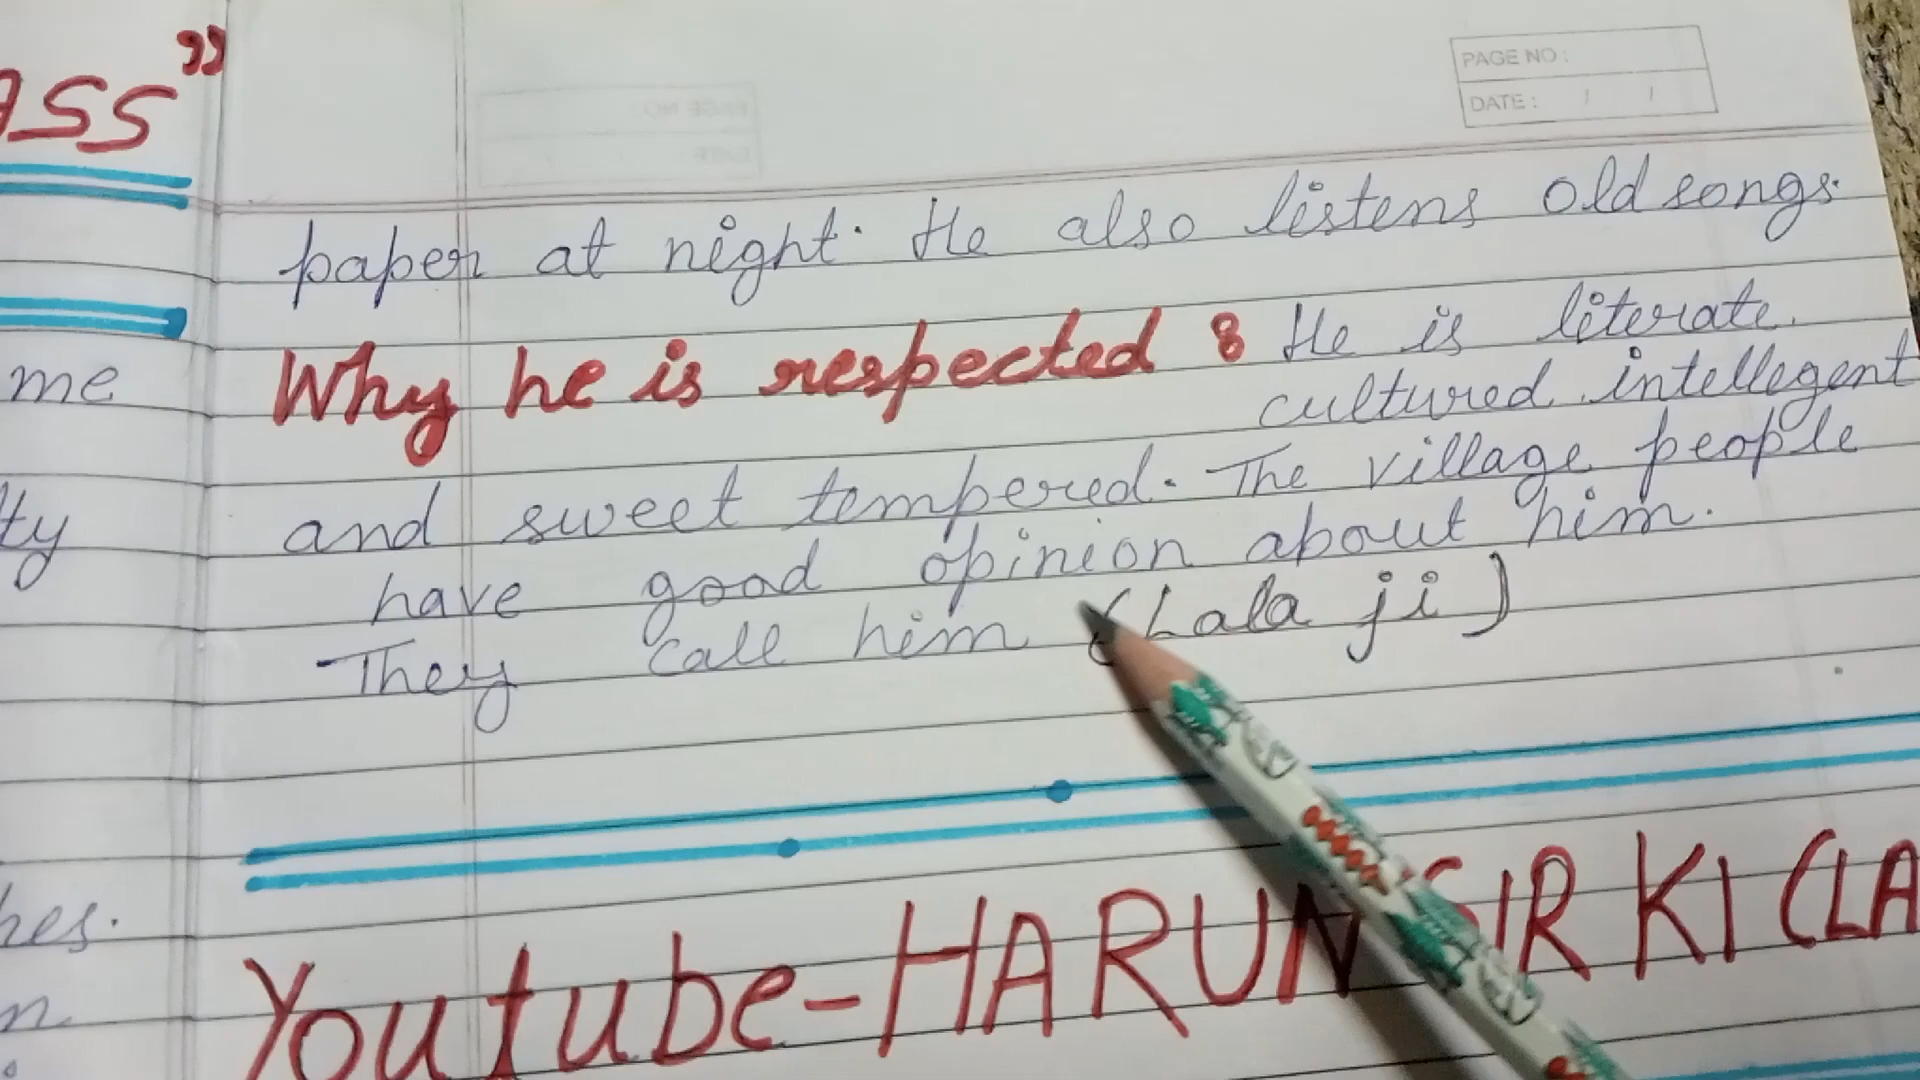 ASS"
me
ty
hes.
n
PAGE NO :
DATE : / /
paper at night. He also listens old songs.
Why he is respected : He is literate,
cultured, intellegent
and sweet tempered. The village people
have good opinion about him.
They call him (Lala ji)
Youtube-HARUN SIR KI CLA